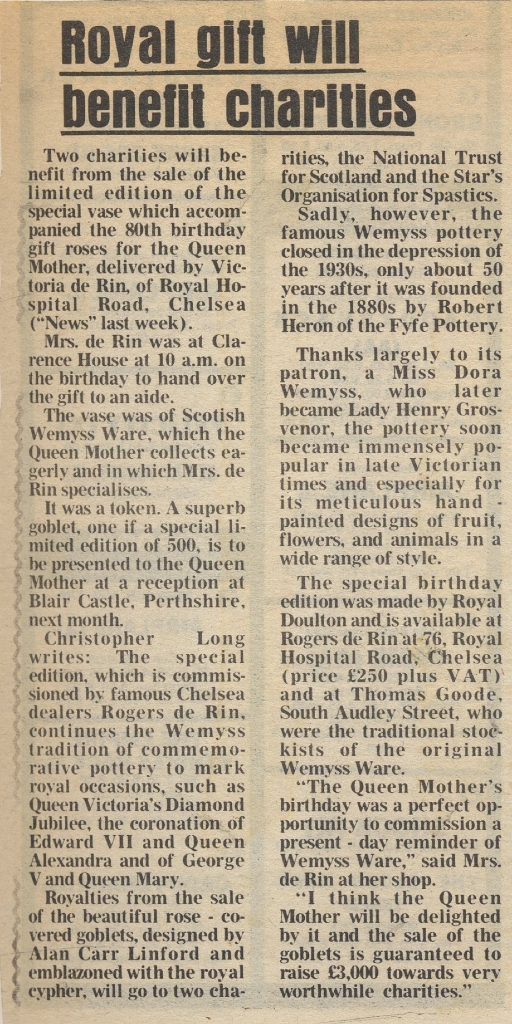 Royal gift will
benefit charities
Two charities will be-
nefit from the sale of the
limited edition of the
special vase which accom-
panied the 80th birthday
gift roses for the Queen
Mother, delivered by Vic-
toria de Rin, of Royal Ho-
spital Road, Chelsea
("News" last week).
Mrs. de Rin was at Cla-
rence House at 10 a.m. on
the birthday to hand over
the gift to an aide.
The vase was of Scotish
Wemyss Ware, which the
Queen Mother collects ea-
gerly and in which Mrs. de
Rin specialises.
It was a token. A superb
goblet, one if a special li-
mited edition of 500, is to
be presented to the Queen
Mother at a reception at
Blair Castle, Perthshire,
next month.
Christopher Long
writes: The special
edition, which is commis-
sioned by famous Chelsea
dealers Rogers de Rin,
continues the Wemyss
tradition of commemo-
rative pottery to mark
royal occasions, such as
Queen Victoria's Diamond
Jubilee, the coronation of
Edward VII and Queen
Alexandra and of George
V and Queen Mary.
Royalties from the sale
of the beautiful rose - co-
vered goblets, designed by
Alan Carr Linford and
emblazoned with the royal
cypher, will go to two cha-
rities, the National Trust
for Scotland and the Star's
Organisation for Spastics.
Sadly, however, the
famous Wemyss pottery
closed in the depression of
the 1930s, only about 50
years after it was founded
in the 1880s by Robert
Heron of the Fyfe Pottery.
Thanks largely to its
patron, a Miss Dora
Wemyss, who later
became Lady Henry Gros-
venor, the pottery soon
became immensely po-
pular in late Victorian
times and especially for
its meticulous hand -
painted designs of fruit,
flowers, and animals in a
wide range of style.
The special birthday
edition was made by Royal
Doulton and is available at
Rogers de Rin at 76, Royal
Hospital Road, Chelsea
(price £250 plus VAT)
and at Thomas Goode,
South Audley Street, who
were the traditional stoc-
kists of the original
Wemyss Ware.
"The Queen Mother's
birthday was a perfect op-
portunity to commission a
present - day reminder of
Wemyss Ware," said Mrs.
de Rin at her shop.
"I think the Queen
Mother will be delighted
by it and the sale of the
goblets is guaranteed to
raise £3,000 towards very
worthwhile charities."